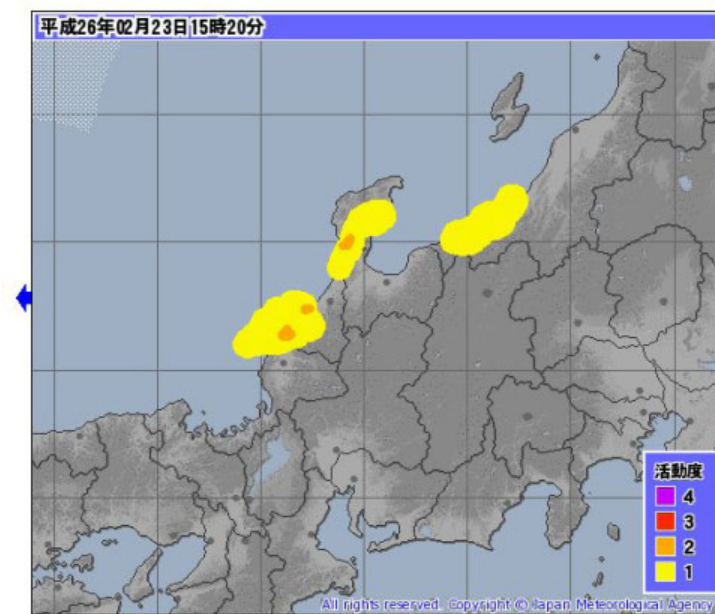 平成26年02月23日15時20分
活動度
4
3
2
1
All rights reserved. Copyright © Japan Meteorological Agency